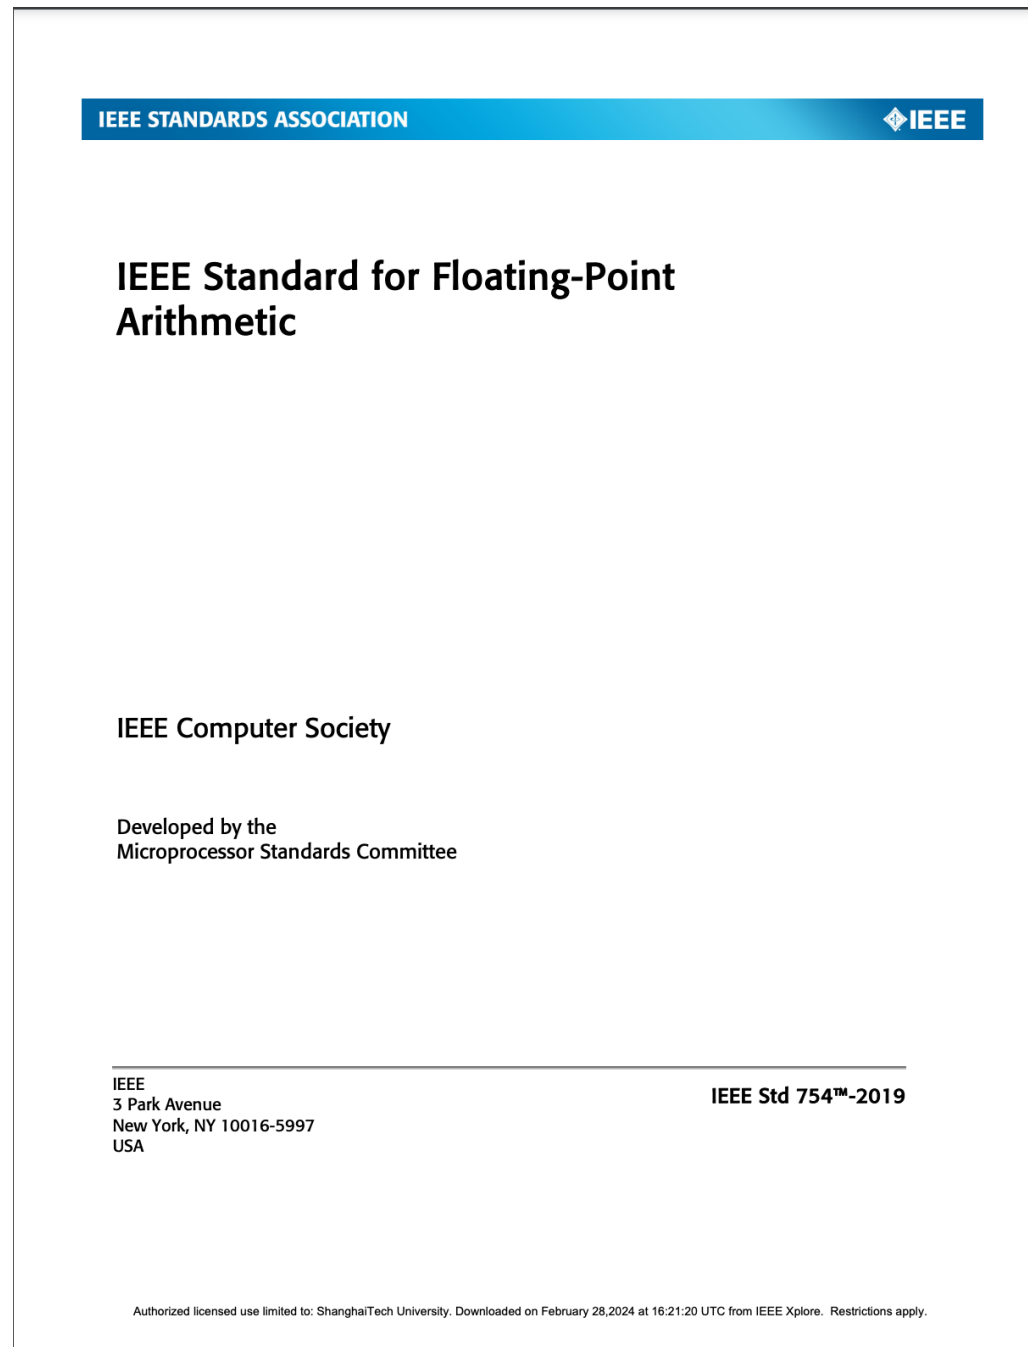 IEEE STANDARDS ASSOCIATION
IEEE
IEEE Standard for Floating-Point
Arithmetic
IEEE Computer Society
Developed by the
Microprocessor Standards Committee
IEEE
3 Park Avenue
New York, NY 10016-5997
USA
IEEE Std 754™-2019
Authorized licensed use limited to: ShanghaiTech University. Downloaded on February 28,2024 at 16:21:20 UTC from IEEE Xplore.  Restrictions apply.